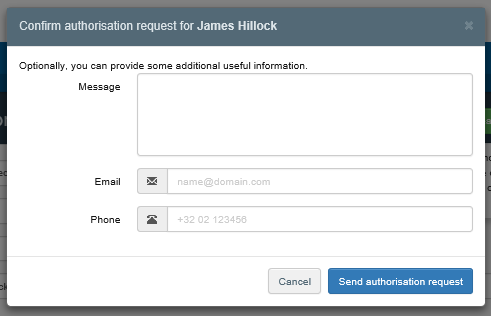 Confirm authorisation request for James Hillock
Optionally, you can provide some additional useful information.
Message
Email name@domain.com
Phone +32 02 123456
Cancel Send authorisation request